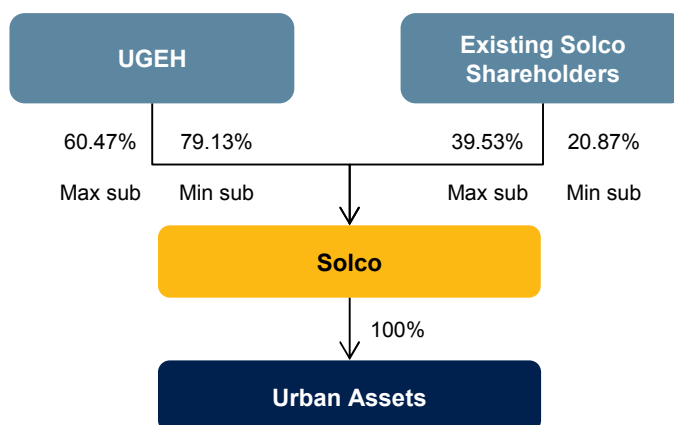 UGEH
Existing Solco
Shareholders
60.47% 79.13% 39.53% 20.87%
Max sub Min sub Max sub Min sub
Solco
100%
Urban Assets